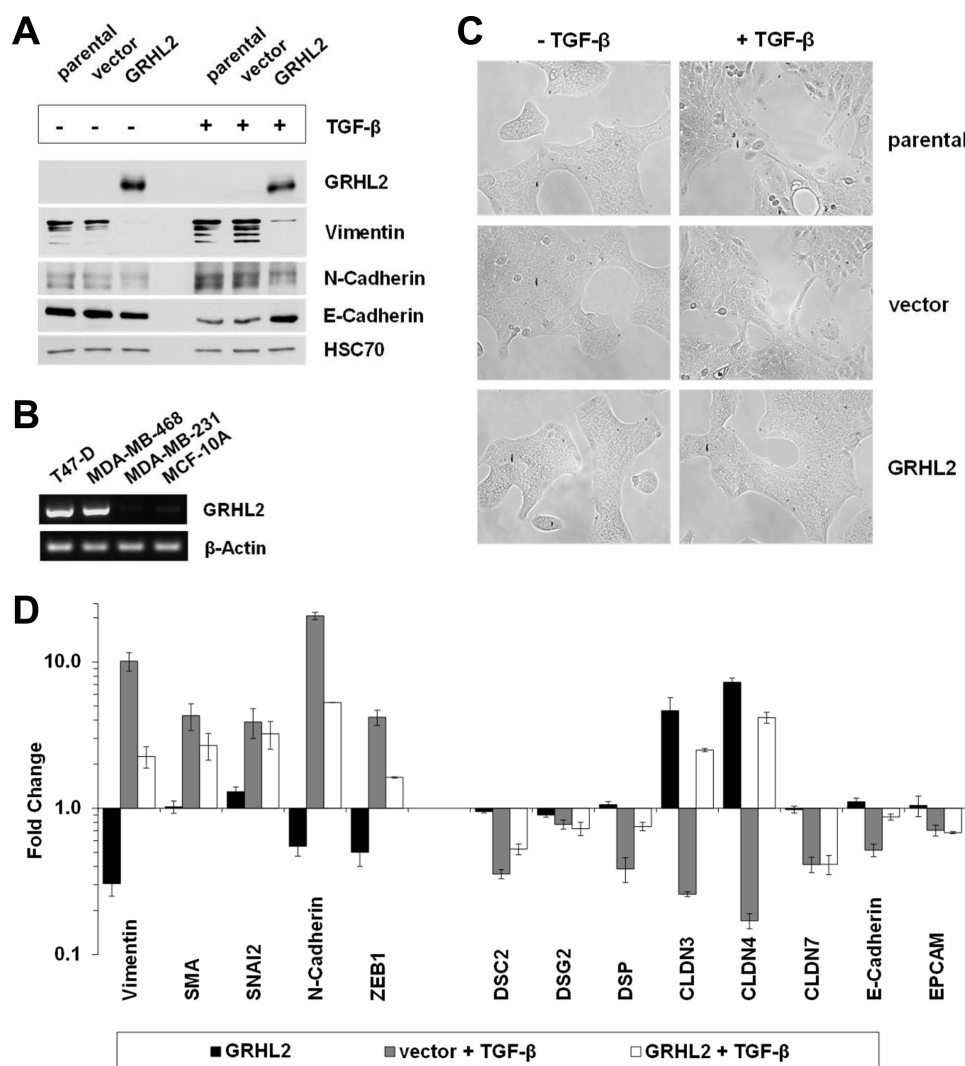 A
parental
vector
GRHL2
parental
vector
GRHL2
- - - + + + TGF-β
GRHL2
Vimentin
N-Cadherin
E-Cadherin
HSC70
B
T47-D
MDA-MB-468
MDA-MB-231
MCF-10A
GRHL2
β-Actin
C
- TGF-β + TGF-β
parental
vector
GRHL2
D
Fold Change
10.0
1.0
0.1
Vimentin
SMA
SNAI2
N-Cadherin
ZEB1
DSC2
DSG2
DSP
CLDN3
CLDN4
CLDN7
E-Cadherin
EPCAM
GRHL2 vector + TGF-β GRHL2 + TGF-β